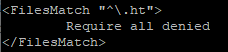 <FilesMatch "^\.ht">
        Require all denied
</FilesMatch>